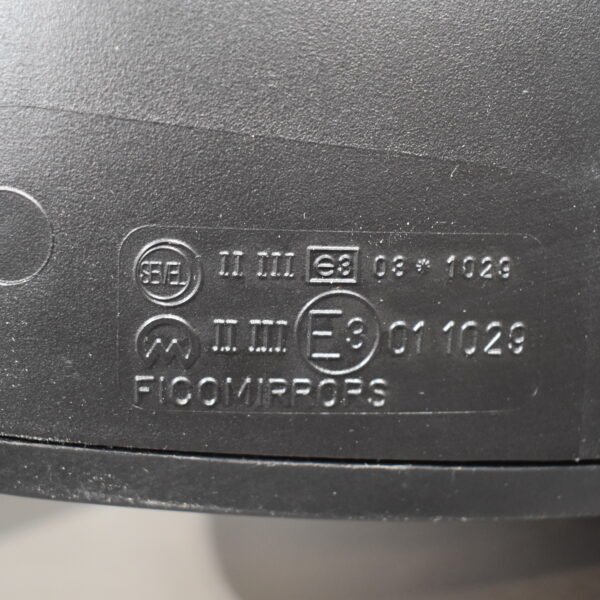 SEVEL II III e3 03 * 1029
M II III E3 01 1029
FICOMIRRORS